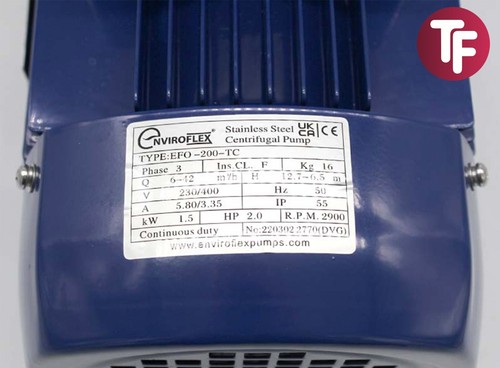 TF
ENVIROFLEX® Stainless Steel Centrifugal Pump UK CA CE
TYPE:EFO-200-TC
Phase 3 Ins.CL. F Kg 16
Q 6-42 m³/h H 12.7-6.5 m
V 230/400 Hz 50
A 5.80/3.35 IP 55
kW 1.5 HP 2.0 R.P.M. 2900
Continuous duty No:220302.2770(DVG)
www.enviroflexpumps.com